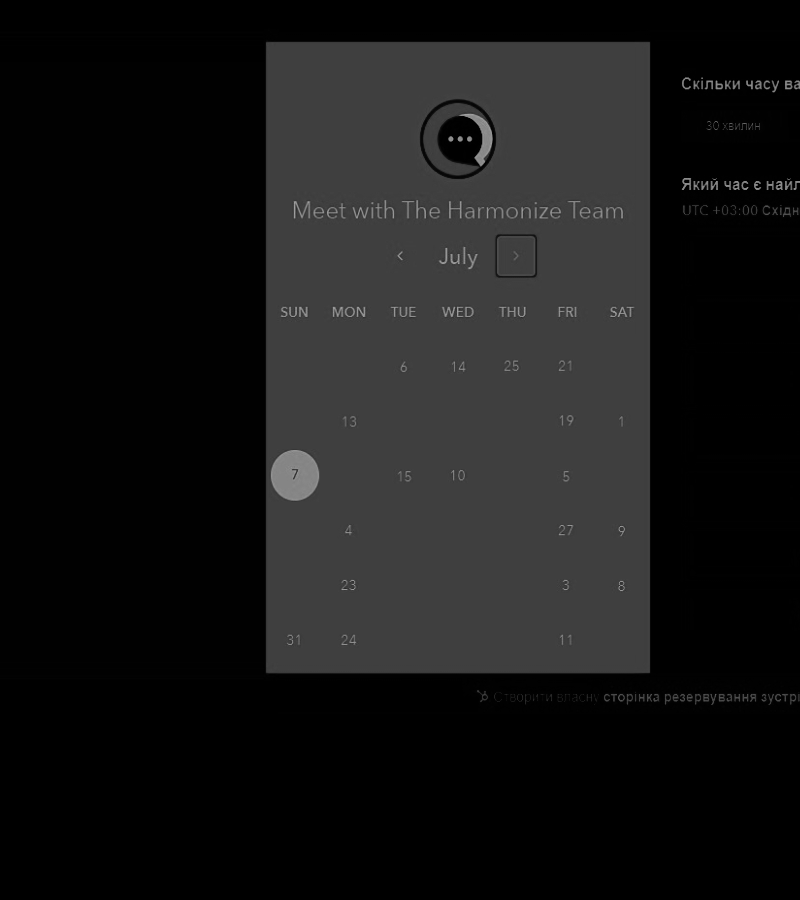 Скільки часу ва
30 хвилин
Meet with The Harmonize Team
Який час є найл
UTC +03:00 Східн
July
SUN MON TUE WED THU FRI SAT
6 14 25 21
13 19 1
7 15 10 5
4 27 9
23 3 8
31 24 11
Створити власну сторінка резервування зустрі